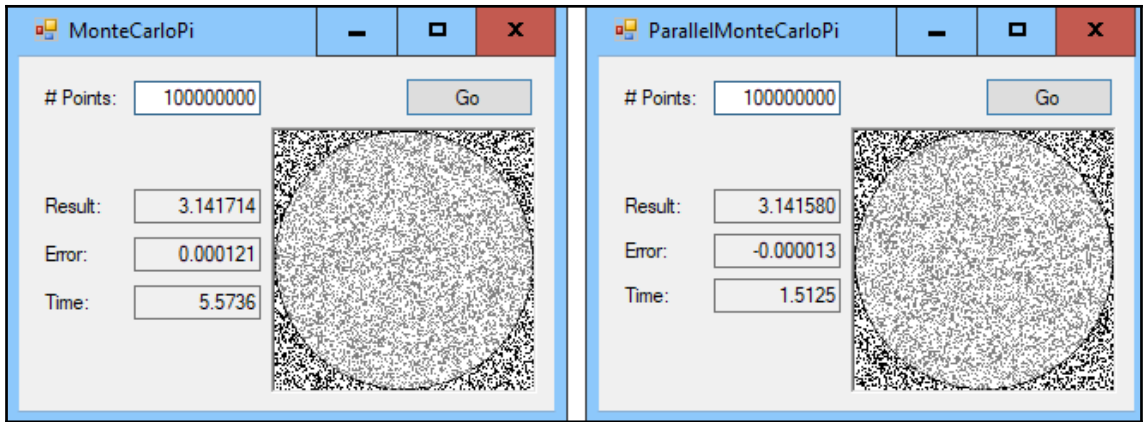 MonteCarloPi
# Points: 100000000 Go
Result: 3.141714
Error: 0.000121
Time: 5.5736
ParallelMonteCarloPi
# Points: 100000000 Go
Result: 3.141580
Error: -0.000013
Time: 1.5125